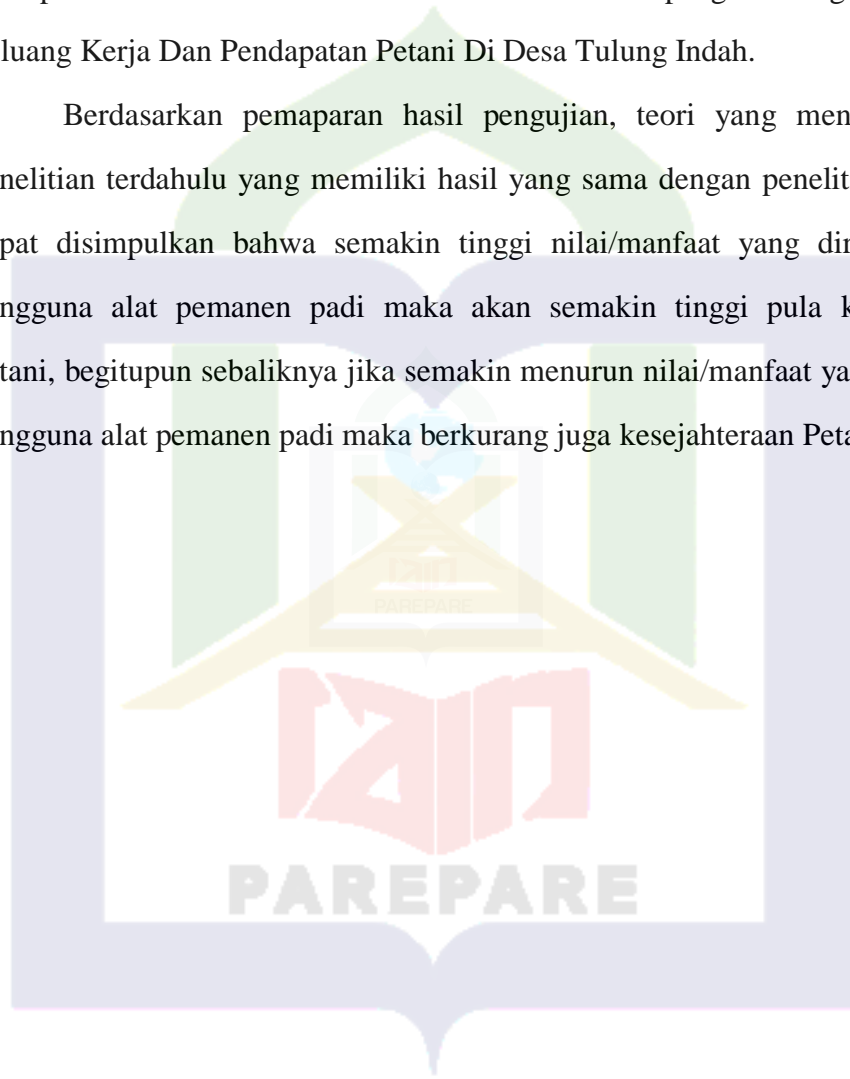 luang Kerja Dan Pendapatan Petani Di Desa Tulung Indah.
Berdasarkan pemaparan hasil pengujian, teori yang men
nelitian terdahulu yang memiliki hasil yang sama dengan penelit
pat disimpulkan bahwa semakin tinggi nilai/manfaat yang dir
ngguna alat pemanen padi maka akan semakin tinggi pula k
tani, begitupun sebaliknya jika semakin menurun nilai/manfaat ya
ngguna alat pemanen padi maka berkurang juga kesejahteraan Peta
IAIN
PAREPARE
IAIN
PAREPARE